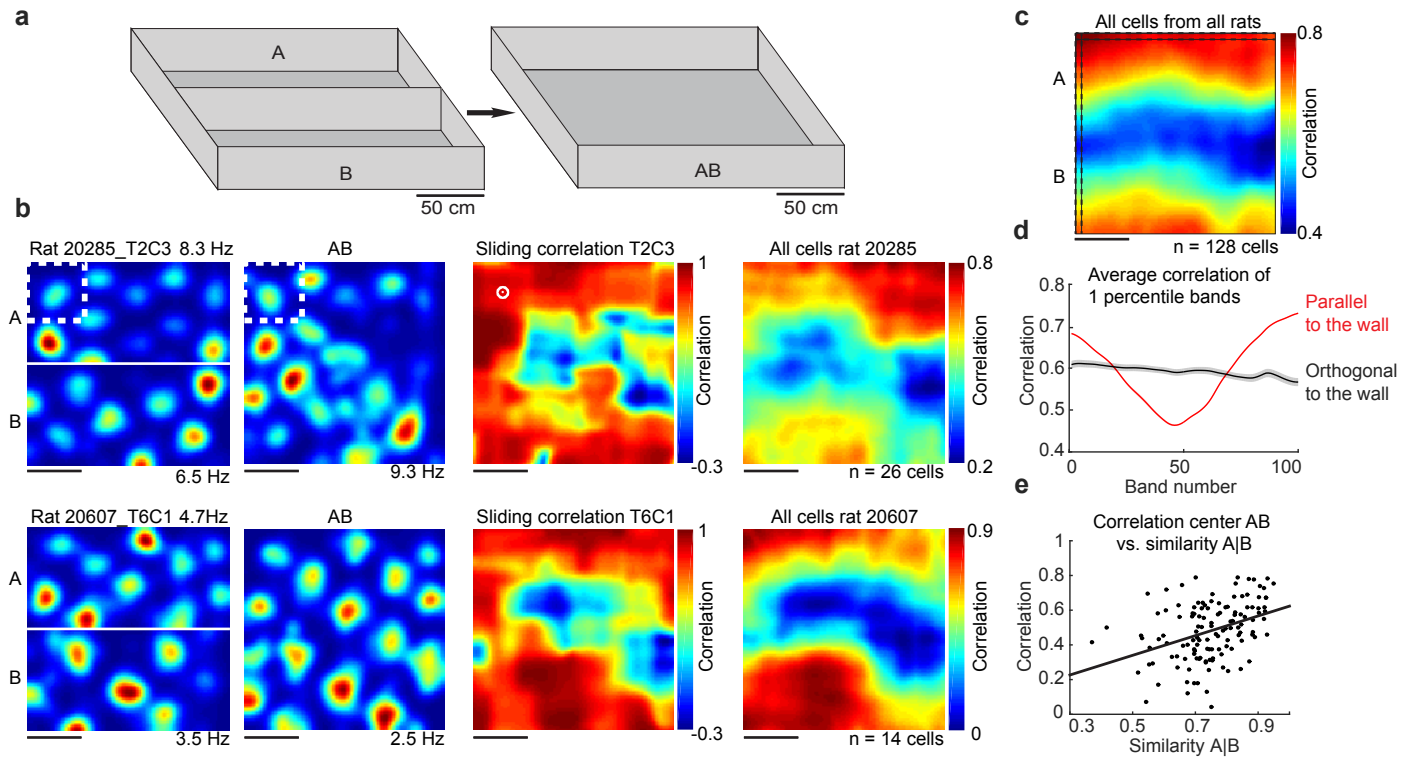 a
A
B
50 cm
AB
50 cm
b
Rat 20285_T2C3 8.3 Hz
A
B
6.5 Hz
AB
9.3 Hz
Sliding correlation T2C3
1
Correlation
-0.3
All cells rat 20285
0.8
Correlation
0.2
n = 26 cells
Rat 20607_T6C1 4.7Hz
A
B
3.5 Hz
AB
2.5 Hz
Sliding correlation T6C1
1
Correlation
-0.3
All cells rat 20607
0.9
Correlation
0
n = 14 cells
c
All cells from all rats
A
B
0.8
Correlation
0.4
n = 128 cells
d
Average correlation of
1 percentile bands
0.8
0.7
0.6
0.5
0.4
Correlation
0
50
100
Band number
Parallel
to the wall
Orthogonal
to the wall
e
Correlation center AB
vs. similarity A|B
1
0.8
0.6
0.4
0.2
0
Correlation
0.3
0.5
0.7
0.9
Similarity A|B